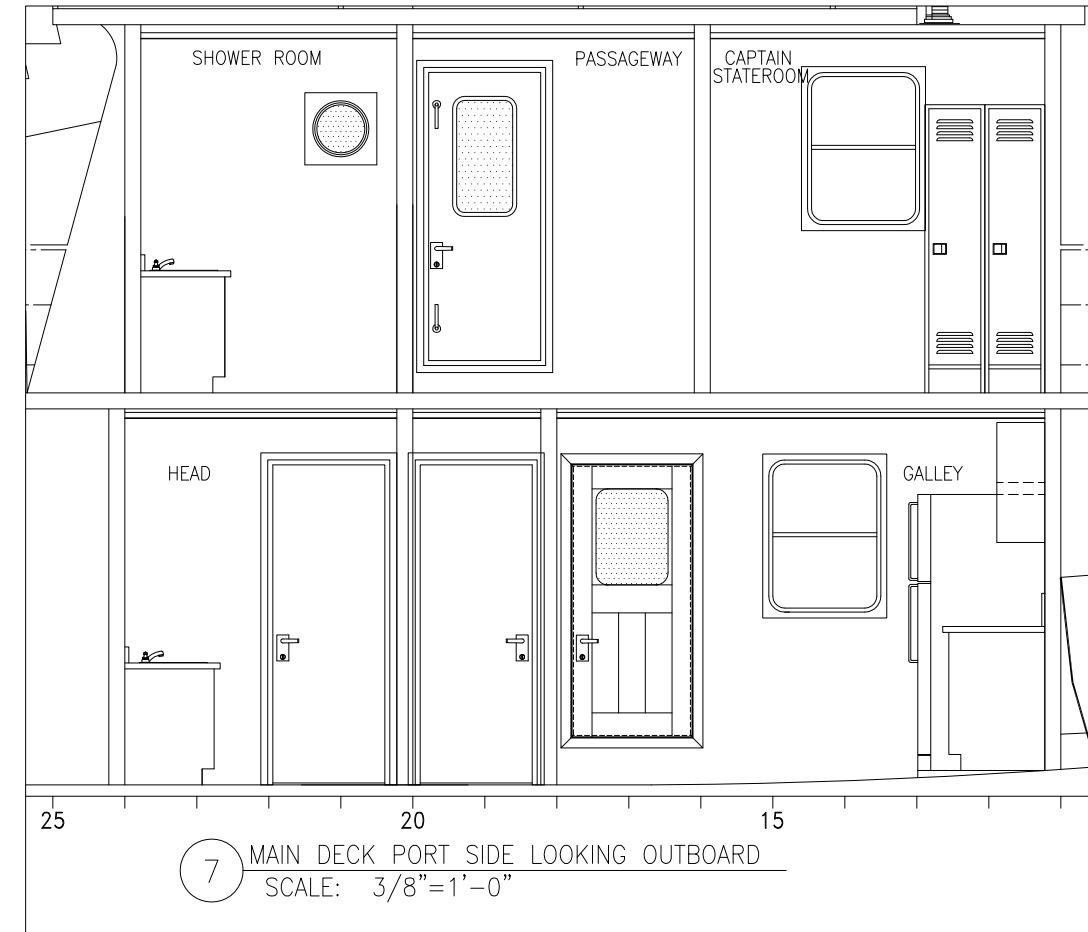 SHOWER ROOM
PASSAGEWAY
CAPTAIN
STATEROOM
HEAD
GALLEY
25
20
15
7
MAIN DECK PORT SIDE LOOKING OUTBOARD
SCALE: 3/8"=1'-0"